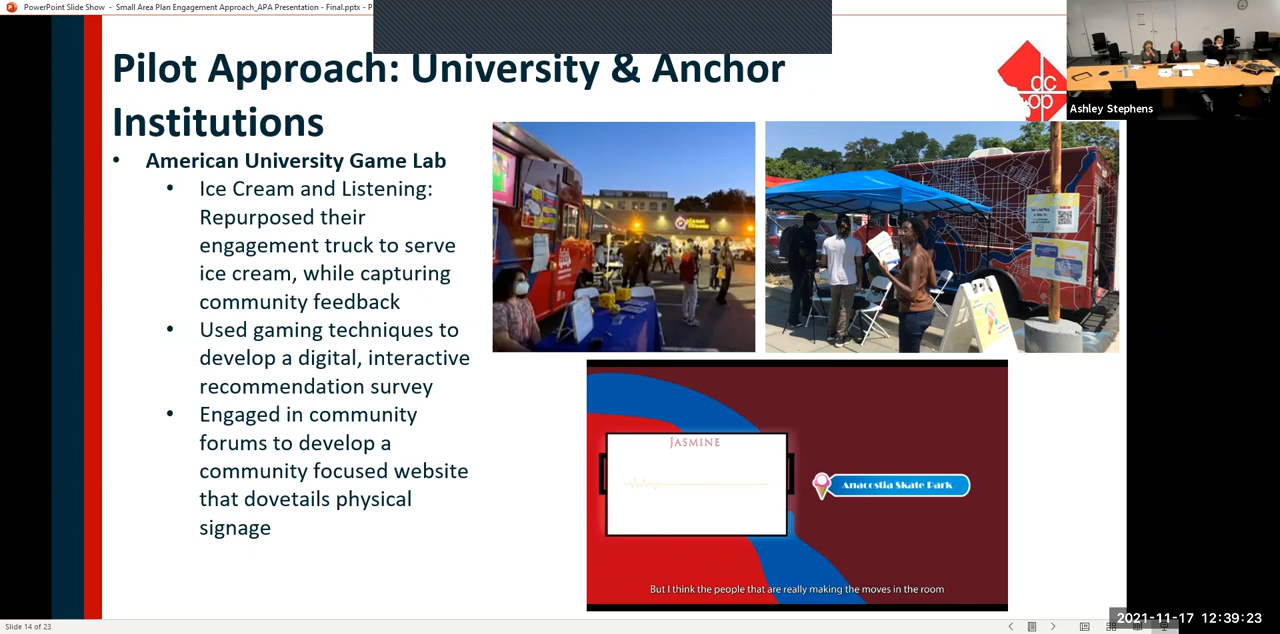 PowerPoint Slide Show - Small Area Plan Engagement Approach_APA Presentation - Final.pptx - P
Pilot Approach: University & Anchor
Institutions
dc
op
Ashley Stephens
• American University Game Lab
• Ice Cream and Listening:
Repurposed their
engagement truck to serve
ice cream, while capturing
community feedback
• Used gaming techniques to
develop a digital, interactive
recommendation survey
• Engaged in community
forums to develop a
community focused website
that dovetails physical
signage
planet
fitness
JASMINE
Anacostia Skate Park
But I think the people that are really making the moves in the room
Slide 14 of 23
2021-11-17 12:39:23